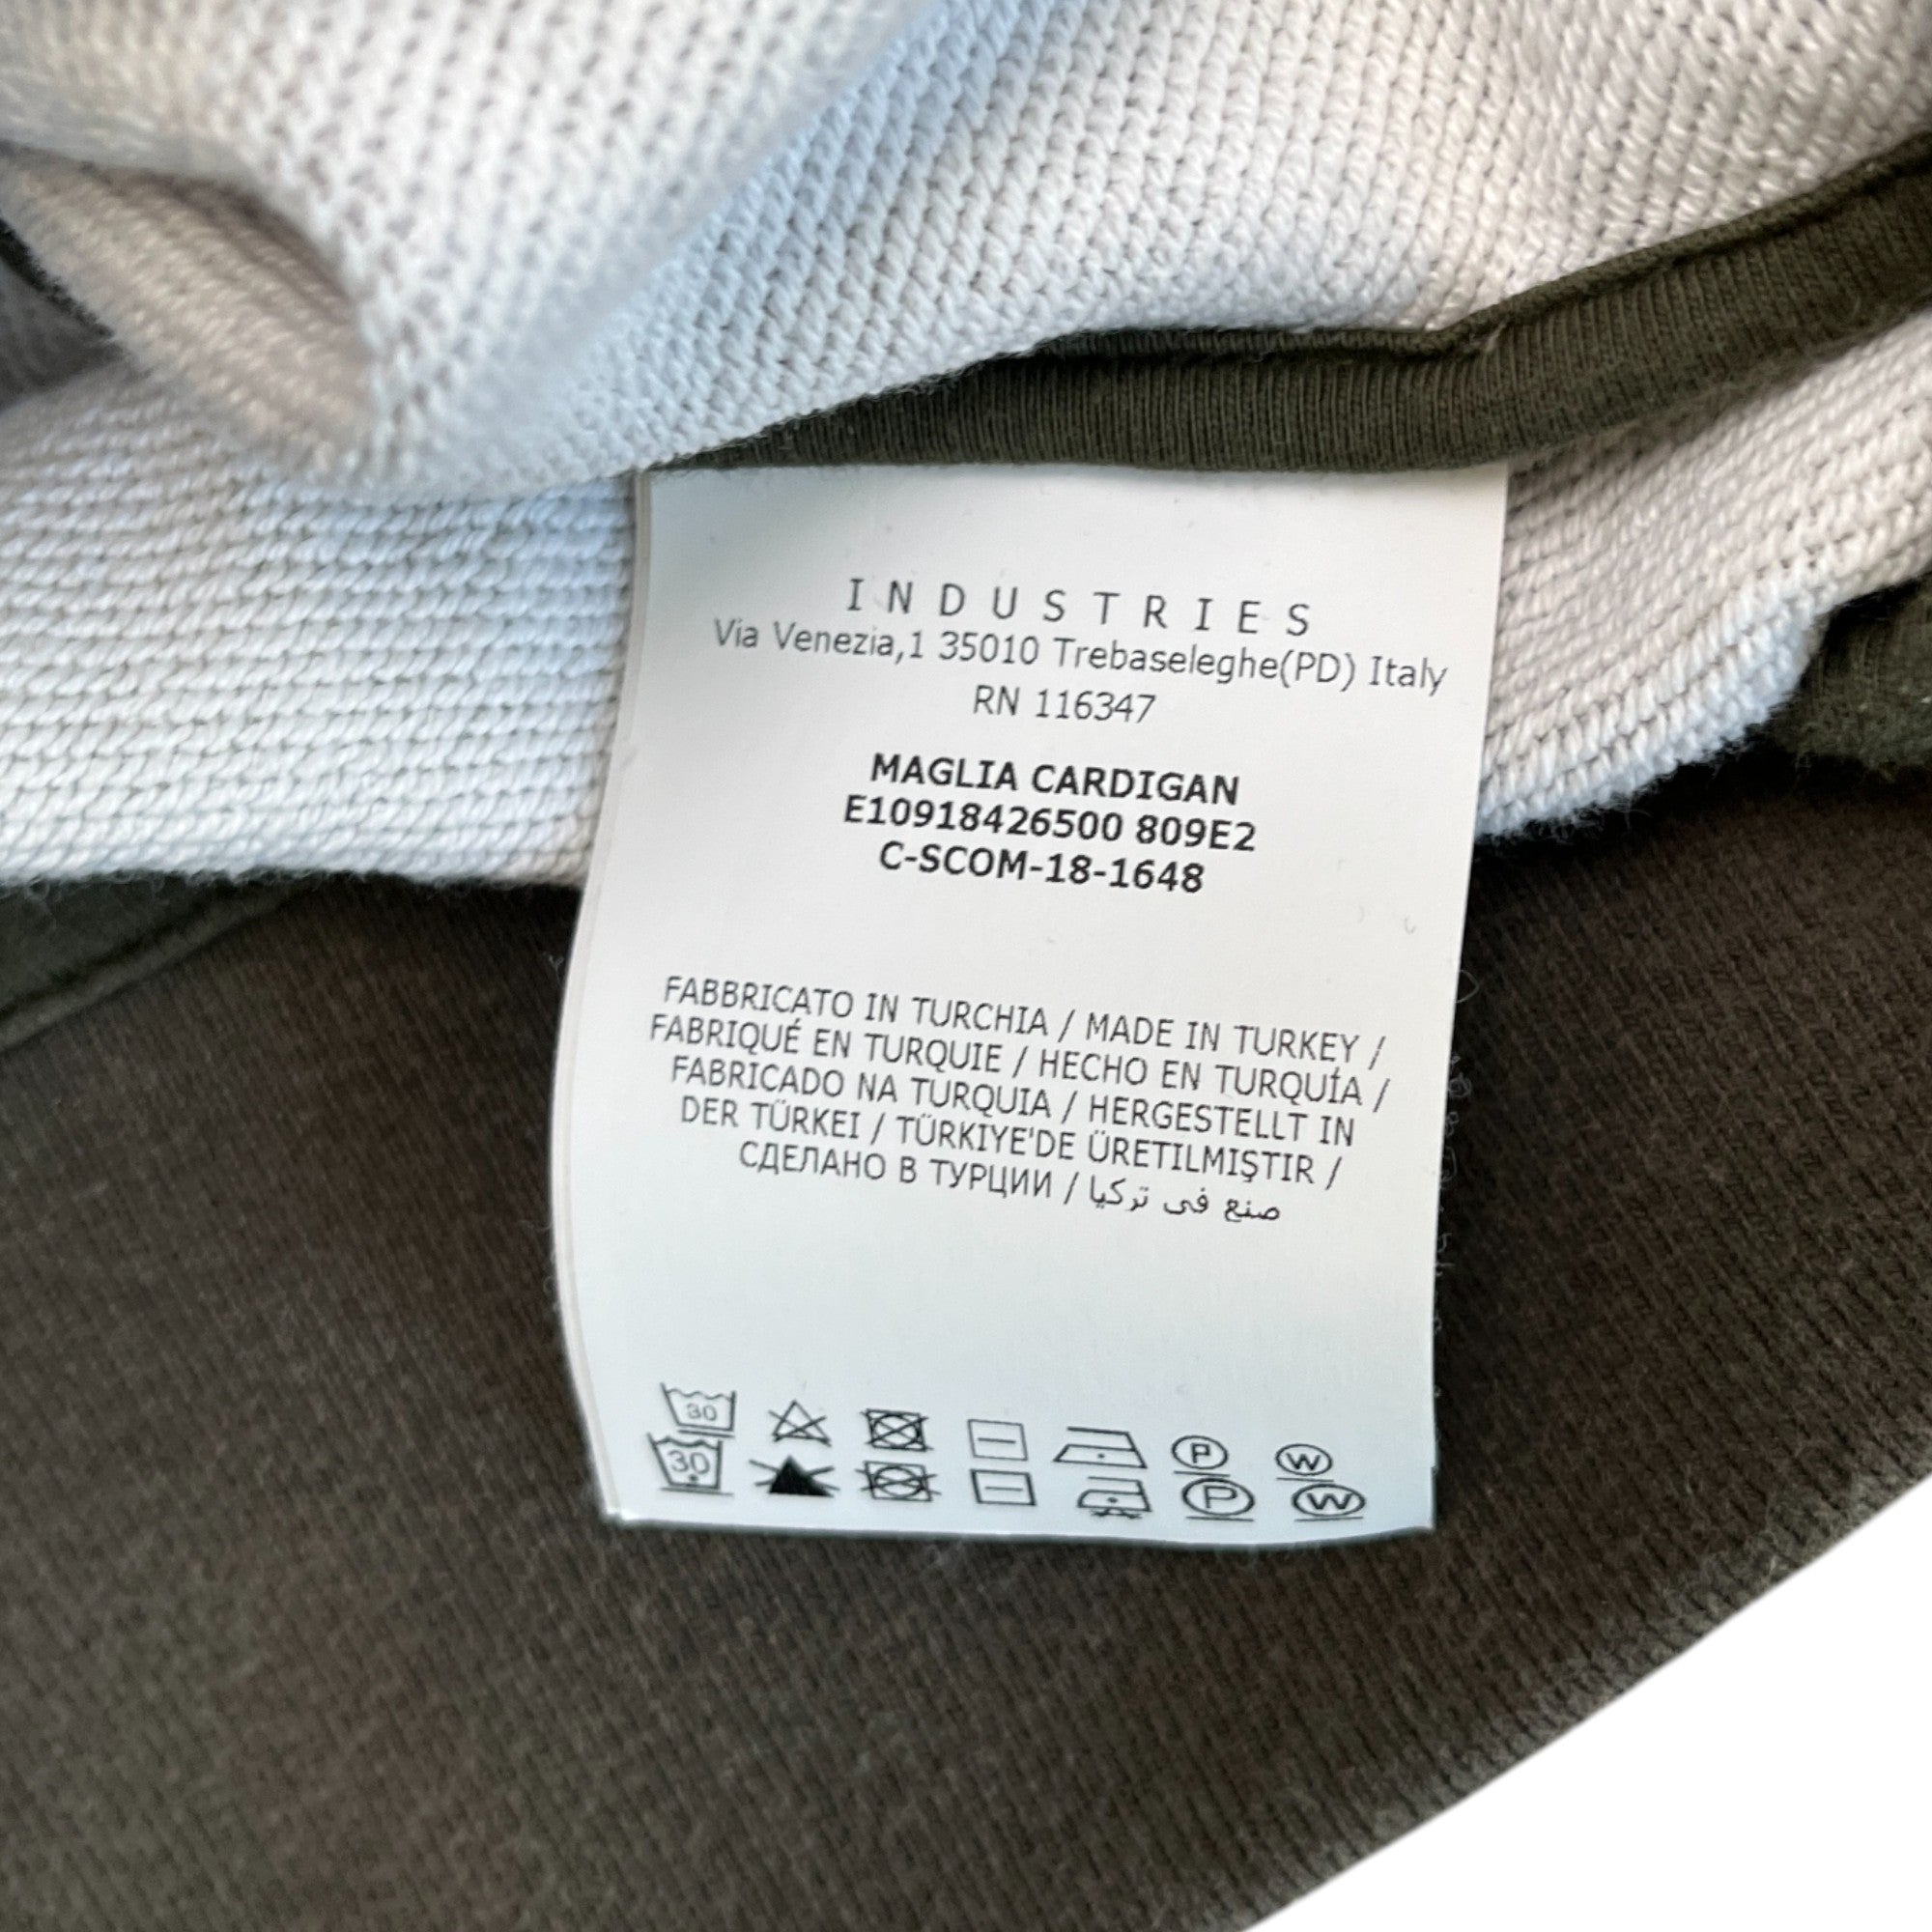 INDUSTRIES
Via Venezia,1 35010 Trebaseleghe(PD) Italy
RN 116347
MAGLIA CARDIGAN
E10918426500 809E2
C-SCOM-18-1648
FABBRICATO IN TURCHIA / MADE IN TURKEY /
FABRIQUÉ EN TURQUIE / HECHO EN TURQUÍA /
FABRICADO NA TURQUIA / HERGESTELLT IN
DER TÜRKEI / TÜRKIYE'DE ÜRETILMIŞTIR /
СДЕЛАНО В ТУРЦИИ / صنع في تركيا
30 P W
30 P W